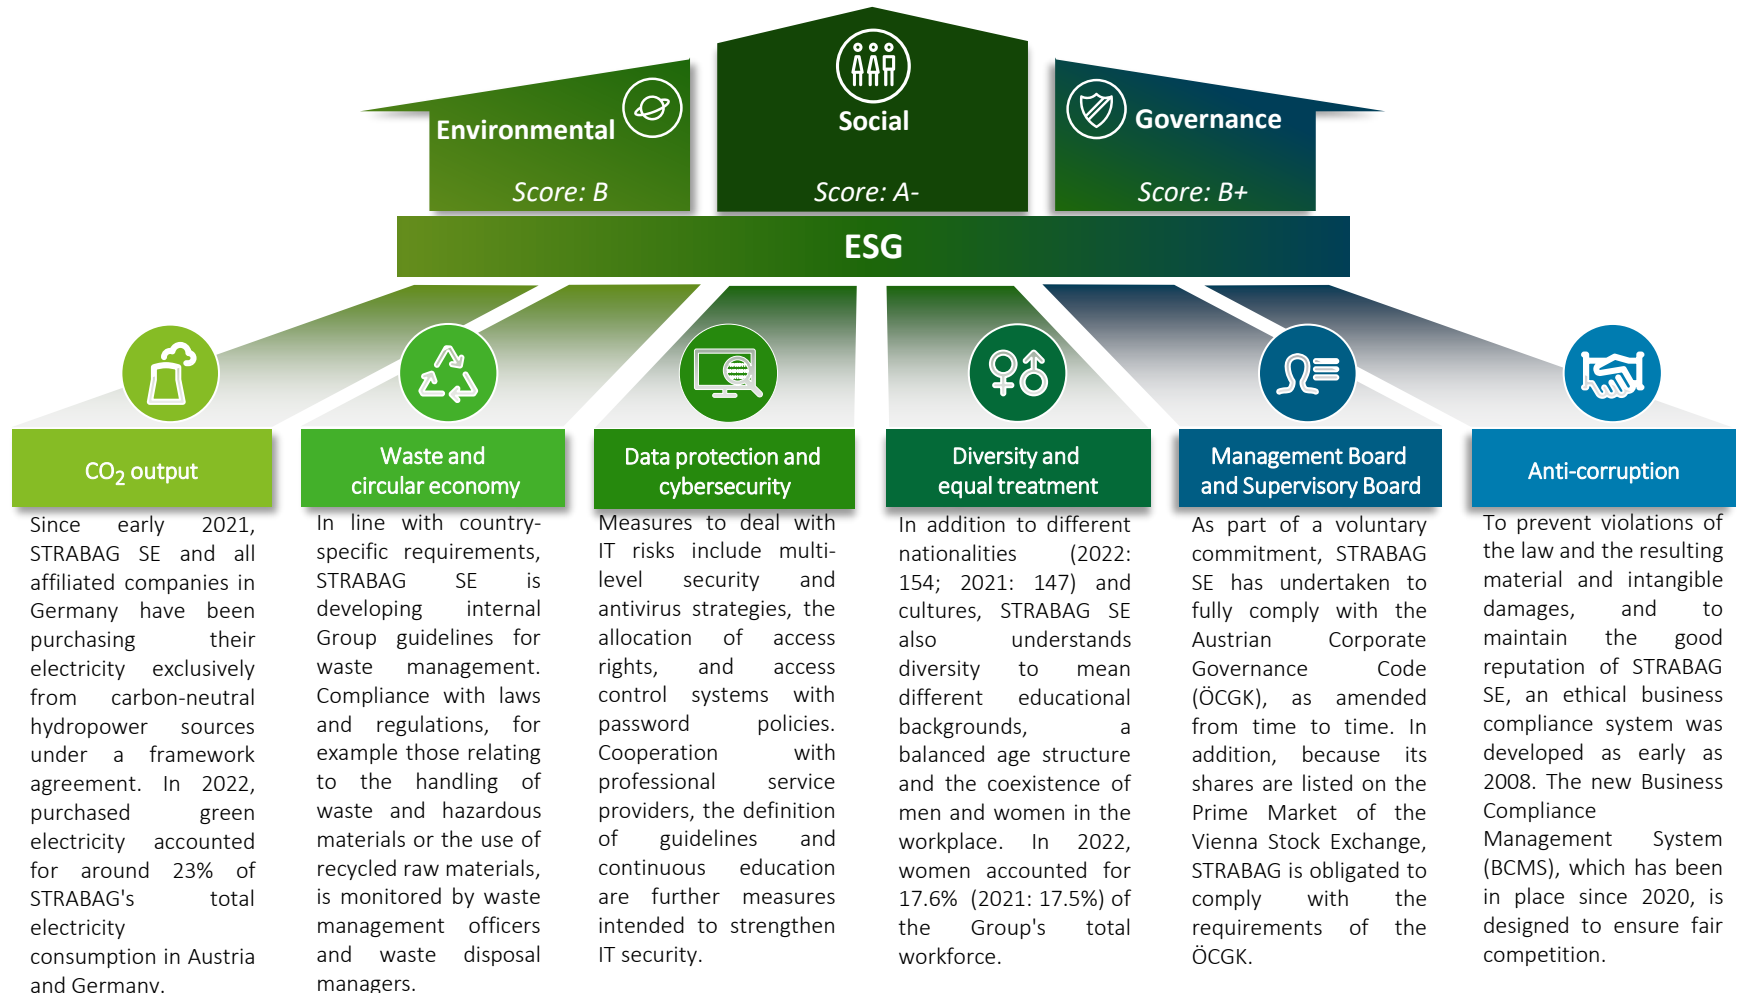 Environmental
Score: B
Social
Score: A-
Governance
Score: B+
ESG
CO2 output
Since early 2021,
STRABAG SE and all
affiliated companies in
Germany have been
purchasing their
electricity exclusively
from carbon-neutral
hydropower sources
under a framework
agreement. In 2022,
purchased green
electricity accounted
for around 23% of
STRABAG's total
electricity
consumption in Austria
and Germany.
Waste and
circular economy
In line with country-
specific requirements,
STRABAG SE is
developing internal
Group guidelines for
waste management.
Compliance with laws
and regulations, for
example those relating
to the handling of
waste and hazardous
materials or the use of
recycled raw materials,
is monitored by waste
management officers
and waste disposal
managers.
Data protection and
cybersecurity
Measures to deal with
IT risks include multi-
level security and
antivirus strategies, the
allocation of access
rights, and access
control systems with
password policies.
Cooperation with
professional service
providers, the definition
of guidelines and
continuous education
are further measures
intended to strengthen
IT security.
Diversity and
equal treatment
In addition to different
nationalities (2022:
154; 2021: 147) and
cultures, STRABAG SE
also understands
diversity to mean
different educational
backgrounds, a
balanced age structure
and the coexistence of
men and women in the
workplace. In 2022,
women accounted for
17.6% (2021: 17.5%) of
the Group's total
workforce.
Management Board
and Supervisory Board
As part of a voluntary
commitment, STRABAG
SE has undertaken to
fully comply with the
Austrian Corporate
Governance Code
(ÖCGK), as amended
from time to time. In
addition, because its
shares are listed on the
Prime Market of the
Vienna Stock Exchange,
STRABAG is obligated to
comply with the
requirements of the
ÖCGK.
Anti-corruption
To prevent violations of
the law and the resulting
material and intangible
damages, and to
maintain the good
reputation of STRABAG
SE, an ethical business
compliance system was
developed as early as
2008. The new Business
Compliance
Management System
(BCMS), which has been
in place since 2020, is
designed to ensure fair
competition.